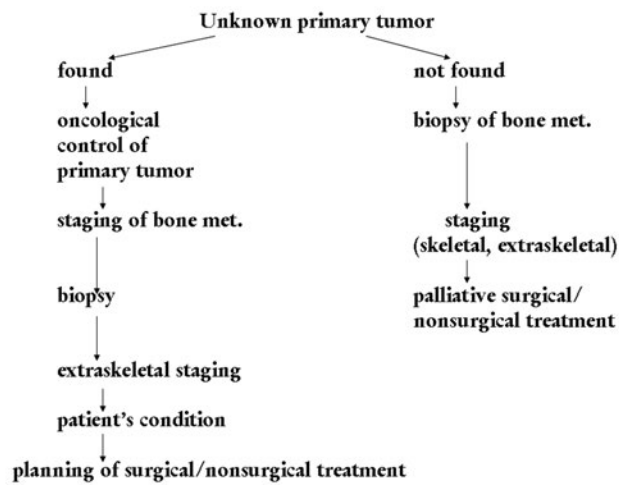 Unknown primary tumor
found
oncological
control of
primary tumor
staging of bone met.
biopsy
extraskeletal staging
patient's condition
planning of surgical/nonsurgical treatment
not found
biopsy of bone met.
staging
(skeletal, extraskeletal)
palliative surgical/
nonsurgical treatment